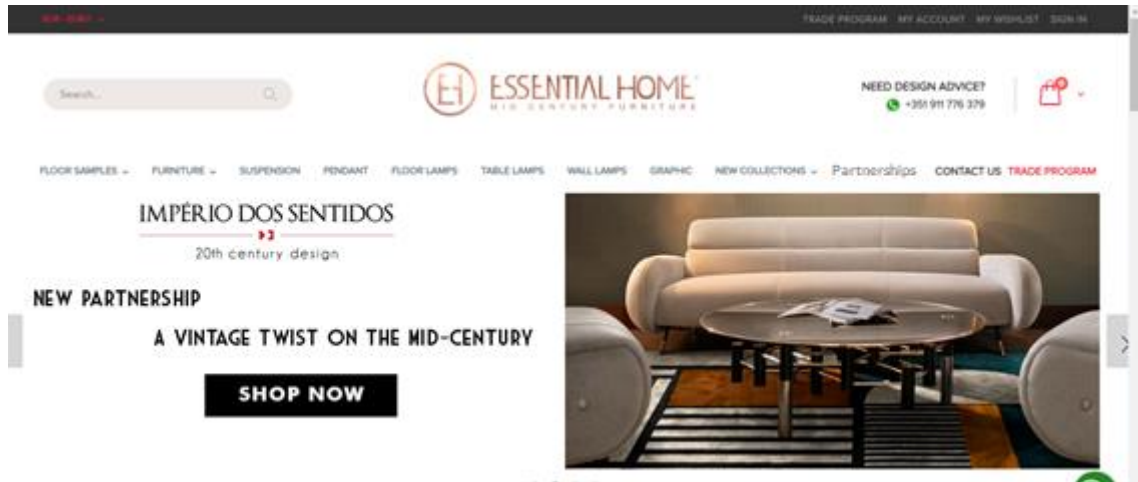 TRADE PROGRAM MY ACCOUNT MY WISHLIST SIGN IN
Search...
EH ESSENTIAL HOME
MID CENTURY FURNITURE
NEED DESIGN ADVICE?
+351 911 776 379
0
FLOOR SAMPLES FURNITURE SUSPENSION PENDANT FLOOR LAMPS TABLE LAMPS WALL LAMPS GRAPHIC NEW COLLECTIONS Partnerships CONTACT US TRADE PROGRAM
IMPÉRIO DOS SENTIDOS
20th century design
NEW PARTNERSHIP
A VINTAGE TWIST ON THE MID-CENTURY
SHOP NOW